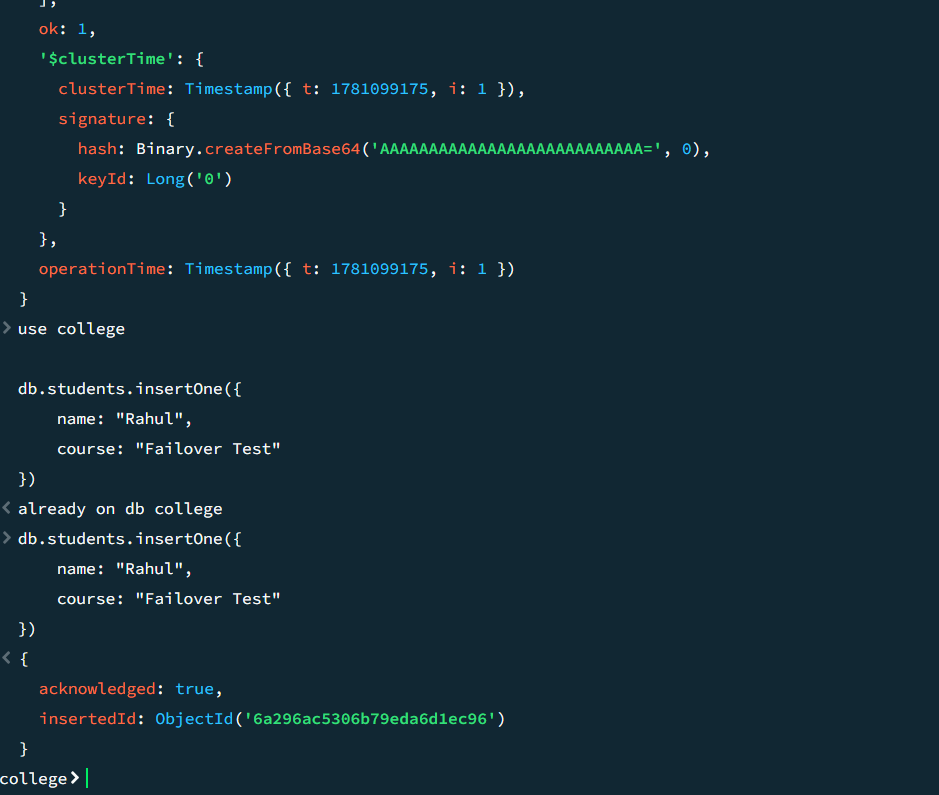 ],
ok: 1,
'$clusterTime': {
clusterTime: Timestamp({ t: 1781099175, i: 1 }),
signature: {
hash: Binary.createFromBase64('AAAAAAAAAAAAAAAAAAAAAAAAAAA=', 0),
keyId: Long('0')
}
},
operationTime: Timestamp({ t: 1781099175, i: 1 })
}
> use college
db.students.insertOne({
name: "Rahul",
course: "Failover Test"
})
< already on db college
> db.students.insertOne({
name: "Rahul",
course: "Failover Test"
})
< {
acknowledged: true,
insertedId: ObjectId('6a296ac5306b79eda6d1ec96')
}
college>